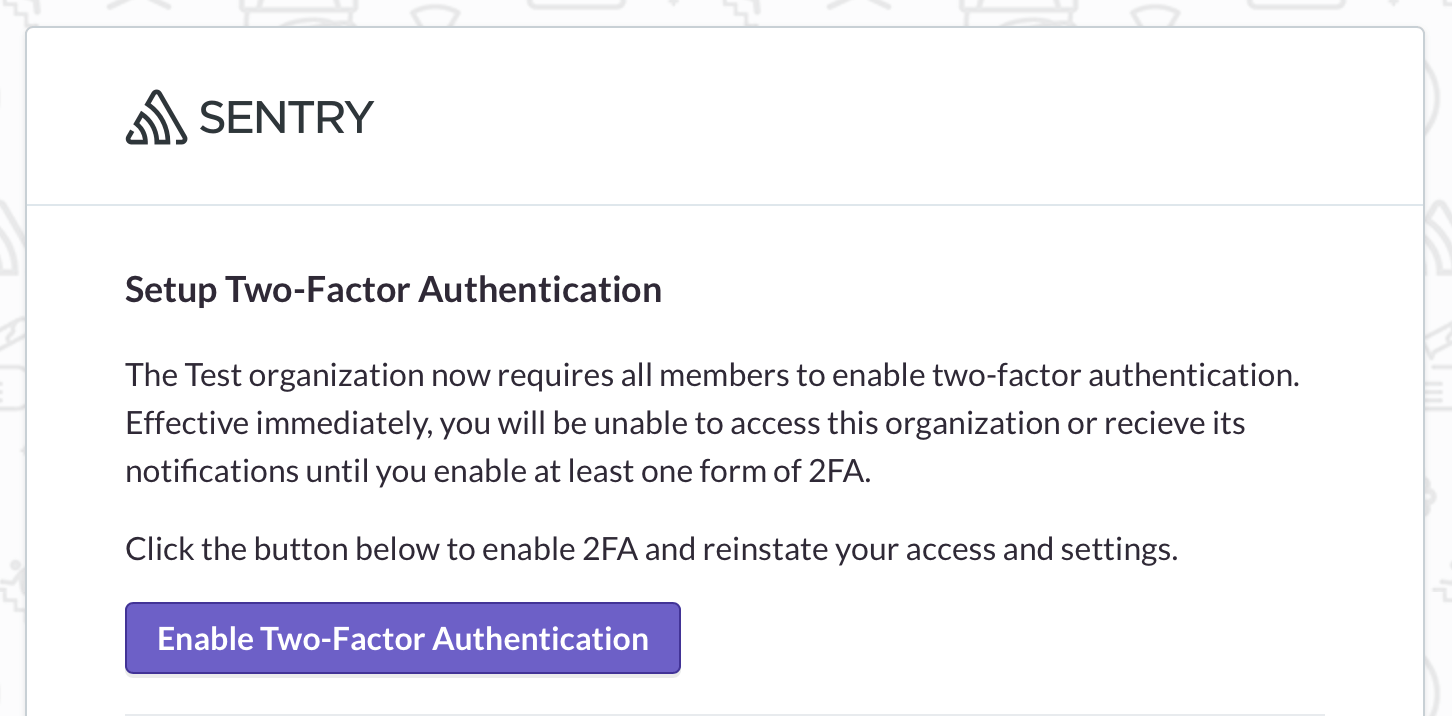 SENTRY
Setup Two-Factor Authentication
The Test organization now requires all members to enable two-factor authentication.
Effective immediately, you will be unable to access this organization or recieve its
notifications until you enable at least one form of 2FA.
Click the button below to enable 2FA and reinstate your access and settings.
Enable Two-Factor Authentication